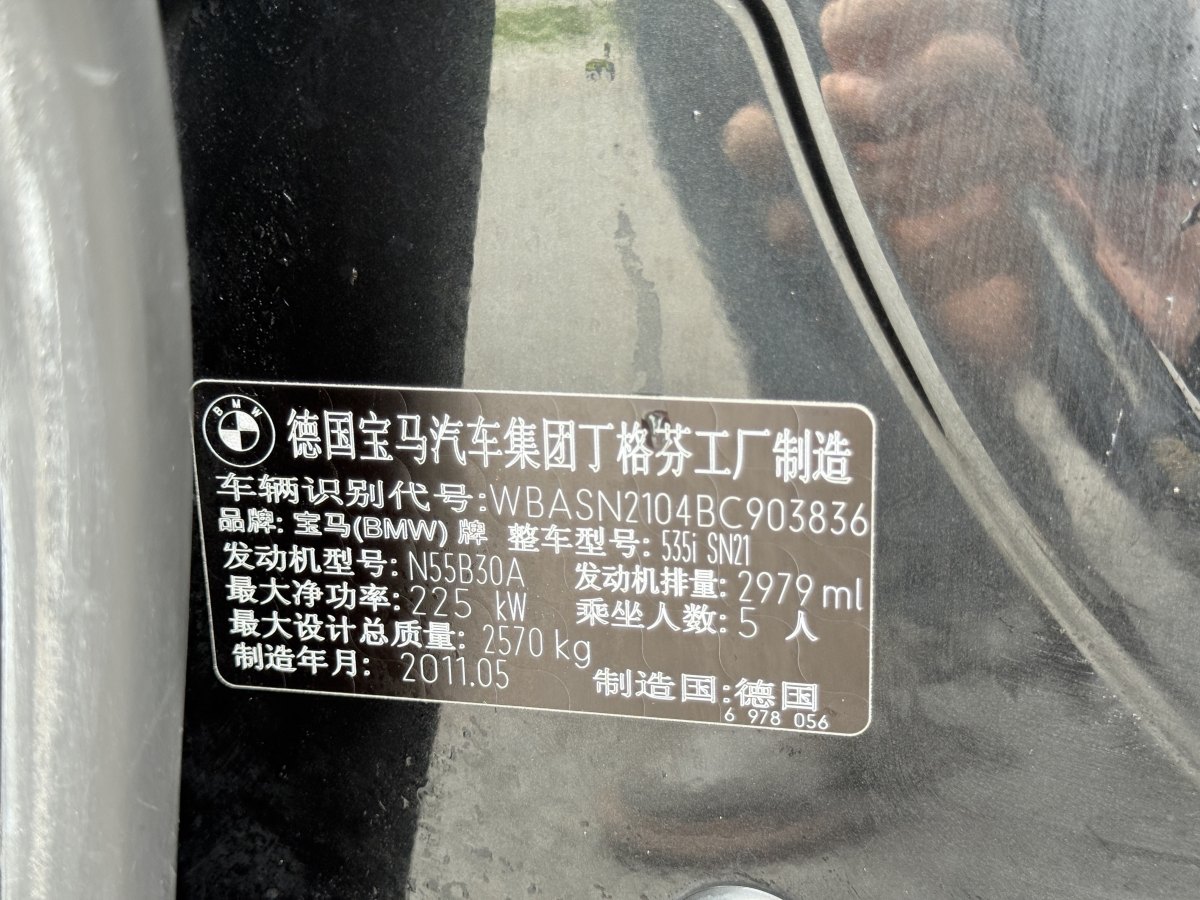 BMW
德国宝马汽车集团丁格芬工厂制造
车辆识别代号:WBASN2104BC903836
品牌: 宝马(BMW) 牌 整车型号: 535i SN21
发动机型号: N55B30A 发动机排量: 2979 ml
最大净功率: 225 kW 乘坐人数: 5 人
最大设计总质量: 2570 kg
制造年月: 2011.05 制造国:德国
6 978 056